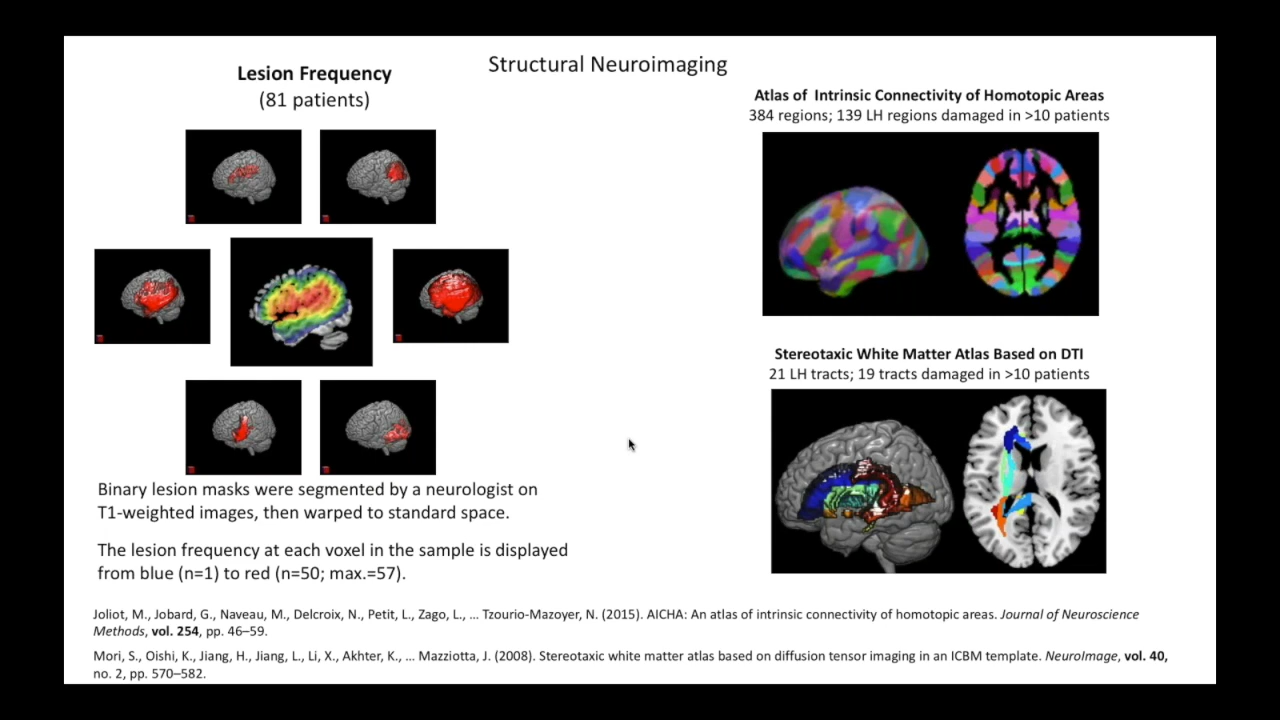 Structural Neuroimaging
Lesion Frequency
(81 patients)
Binary lesion masks were segmented by a neurologist on
T1-weighted images, then warped to standard space.
The lesion frequency at each voxel in the sample is displayed
from blue (n=1) to red (n=50; max.=57).
Atlas of Intrinsic Connectivity of Homotopic Areas
384 regions; 139 LH regions damaged in >10 patients
Stereotaxic White Matter Atlas Based on DTI
21 LH tracts; 19 tracts damaged in >10 patients
Joliot, M., Jobard, G., Naveau, M., Delcroix, N., Petit, L., Zago, L., … Tzourio-Mazoyer, N. (2015). AICHA: An atlas of intrinsic connectivity of homotopic areas. Journal of Neuroscience
Methods, vol. 254, pp. 46–59.
Mori, S., Oishi, K., Jiang, H., Jiang, L., Li, X., Akhter, K., … Mazziotta, J. (2008). Stereotaxic white matter atlas based on diffusion tensor imaging in an ICBM template. NeuroImage, vol. 40,
no. 2, pp. 570–582.